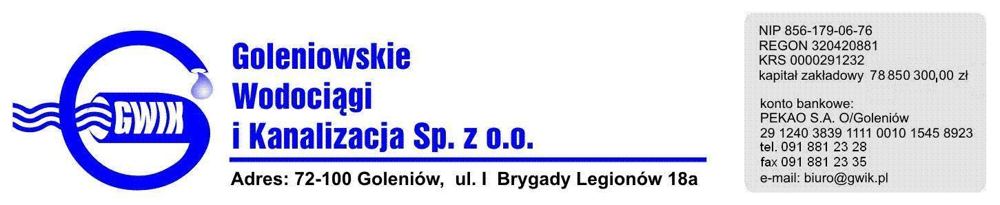 GWIK
Goleniowskie
Wodociągi
i Kanalizacja Sp. z o.o.
Adres: 72-100 Goleniów, ul. I Brygady Legionów 18a
NIP 856-179-06-76
REGON 320420881
KRS 0000291232
kapitał zakładowy 78 850 300,00 zł
konto bankowe:
PEKAO S.A. O/Goleniów
29 1240 3839 1111 0010 1545 8923
tel. 091 881 23 28
fax 091 881 23 35
e-mail: biuro@gwik.pl